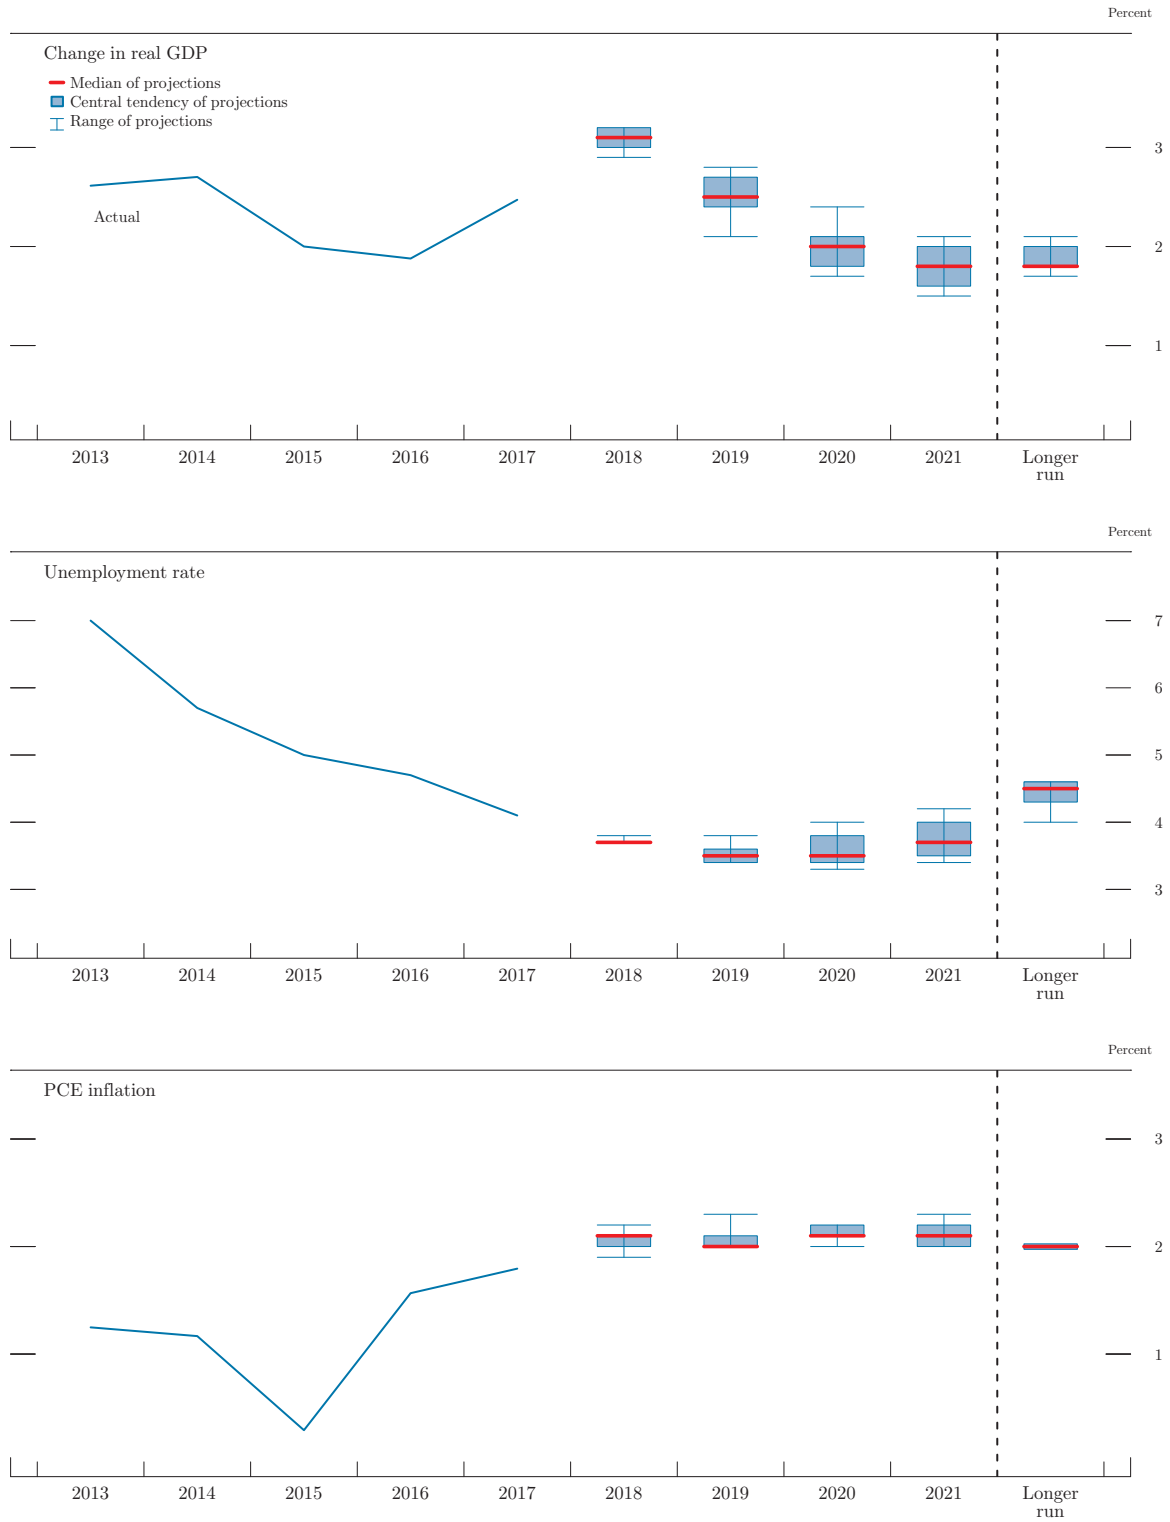 Percent
Change in real GDP
Median of projections
Central tendency of projections
Range of projections
Actual
3
2
1
2013 2014 2015 2016 2017 2018 2019 2020 2021 Longer
run
Percent
Unemployment rate
7
6
5
4
3
2013 2014 2015 2016 2017 2018 2019 2020 2021 Longer
run
Percent
PCE inflation
3
2
1
2013 2014 2015 2016 2017 2018 2019 2020 2021 Longer
run